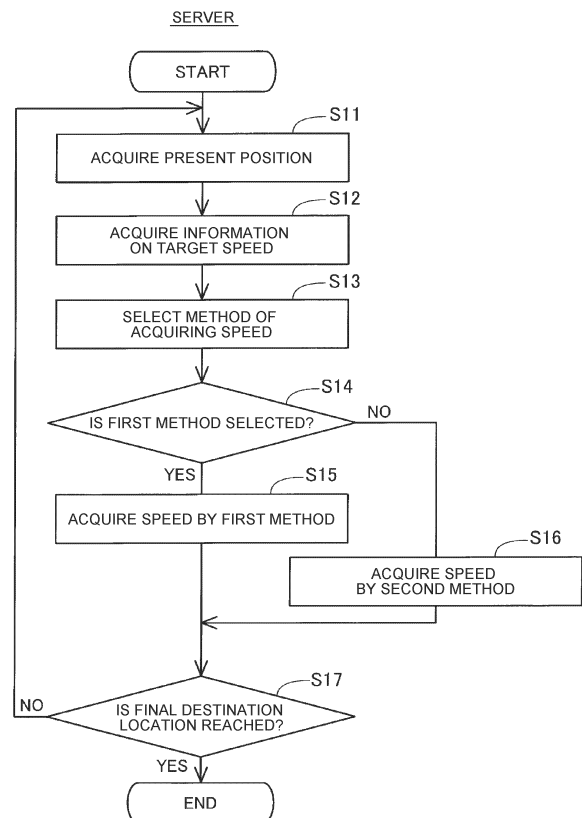 SERVER
START
S11
ACQUIRE PRESENT POSITION
S12
ACQUIRE INFORMATION
ON TARGET SPEED
S13
SELECT METHOD OF
ACQUIRING SPEED
S14
IS FIRST METHOD SELECTED?
NO
YES
S15
ACQUIRE SPEED BY FIRST METHOD
S16
ACQUIRE SPEED
BY SECOND METHOD
S17
IS FINAL DESTINATION
LOCATION REACHED?
NO
YES
END